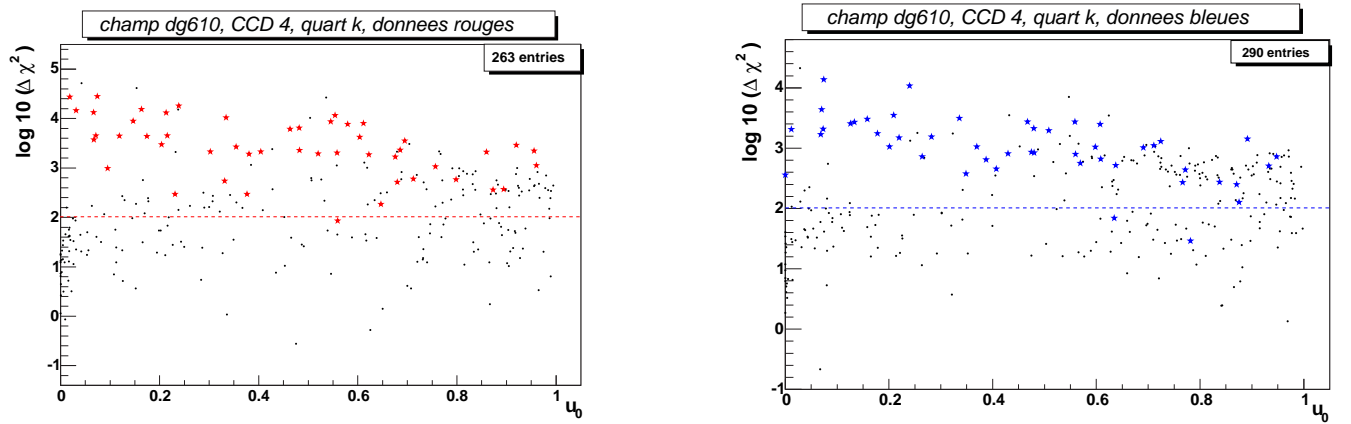 champ dg610, CCD 4, quart k, donnees rouges
263 entries
log 10 (Δ χ²)
5
4
3
2
1
0
-1
0 0.2 0.4 0.6 0.8 1
u₀
champ dg610, CCD 4, quart k, donnees bleues
290 entries
log 10 (Δ χ²)
4
3
2
1
0
-1
0 0.2 0.4 0.6 0.8 1
u₀